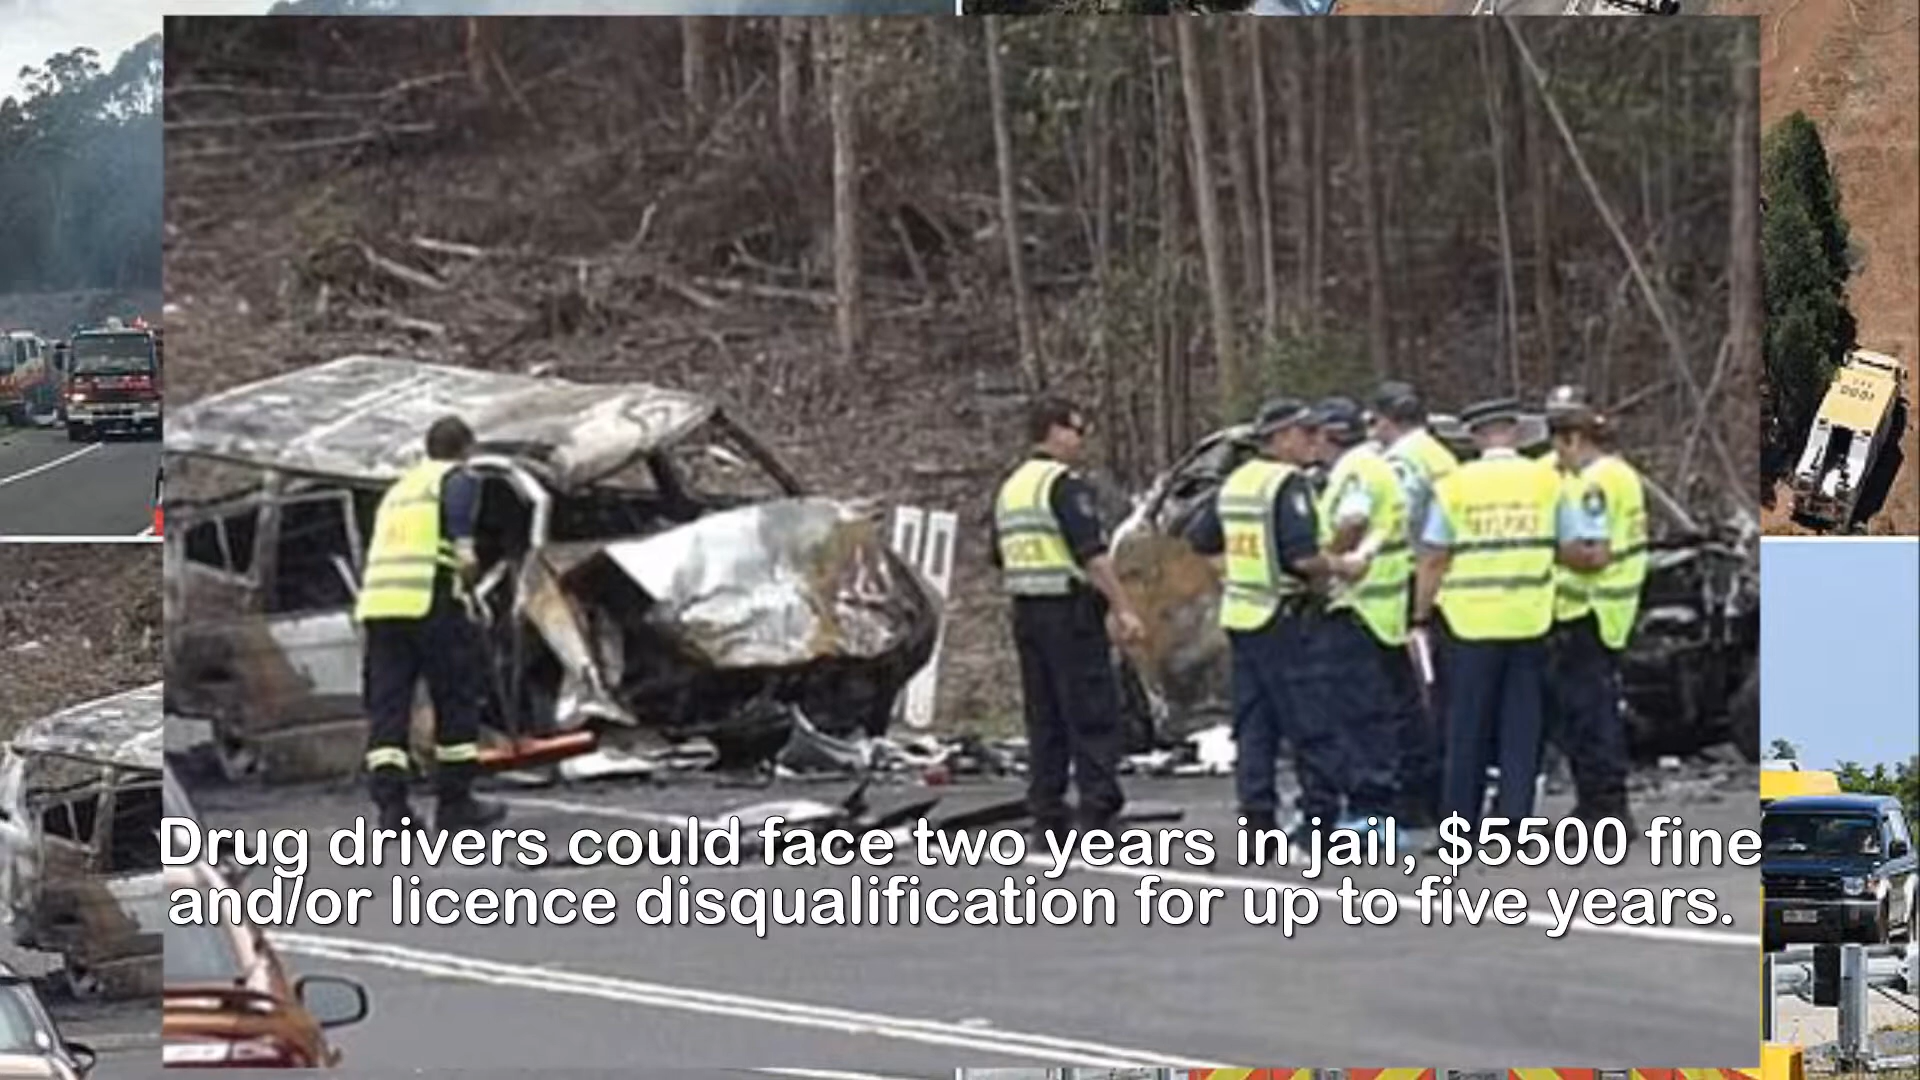 Drug drivers could face two years in jail, $5500 fine
and/or licence disqualification for up to five years.